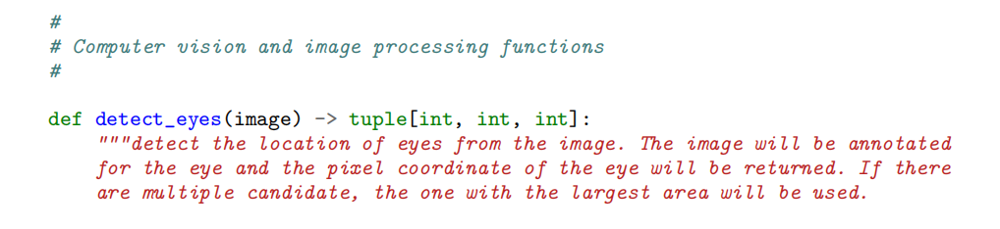 #
# Computer vision and image processing functions
#
def detect_eyes(image) -> tuple[int, int, int]:
"""detect the location of eyes from the image. The image will be annotated
for the eye and the pixel coordinate of the eye will be returned. If there
are multiple candidate, the one with the largest area will be used.